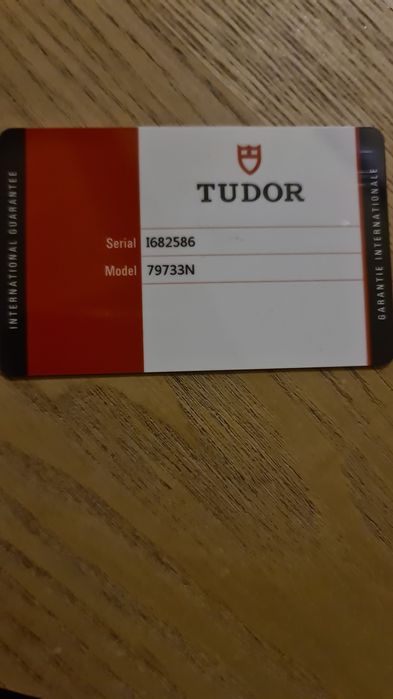 TUDOR
Serial I682586
Model 79733N
INTERNATIONAL GUARANTEE
GARANTIE INTERNATIONALE